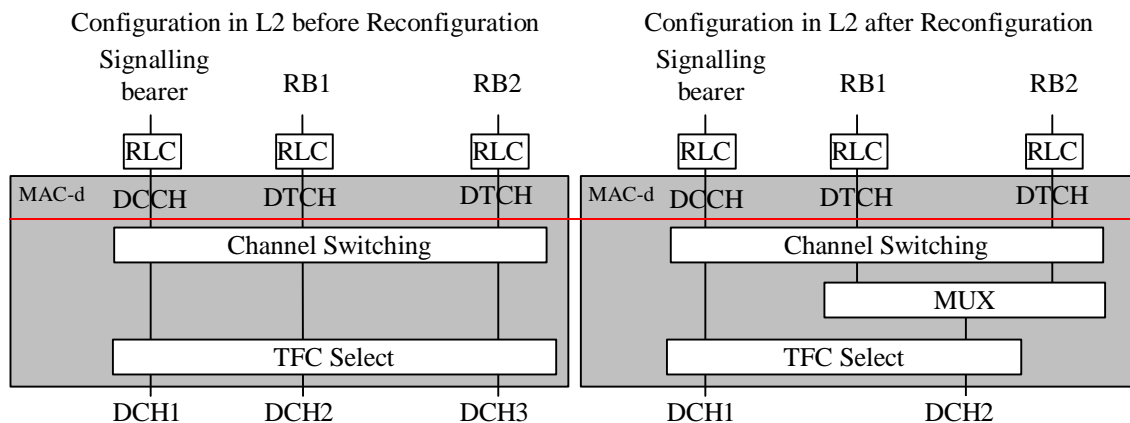 Configuration in L2 before Reconfiguration
Signalling bearer
RB1
RB2
RLC
RLC
RLC
MAC-d
DCCH
DTCH
DTCH
Channel Switching
TFC Select
DCH1
DCH2
DCH3
Configuration in L2 after Reconfiguration
Signalling bearer
RB1
RB2
RLC
RLC
RLC
MAC-d
DCCH
DTCH
DTCH
Channel Switching
MUX
TFC Select
DCH1
DCH2